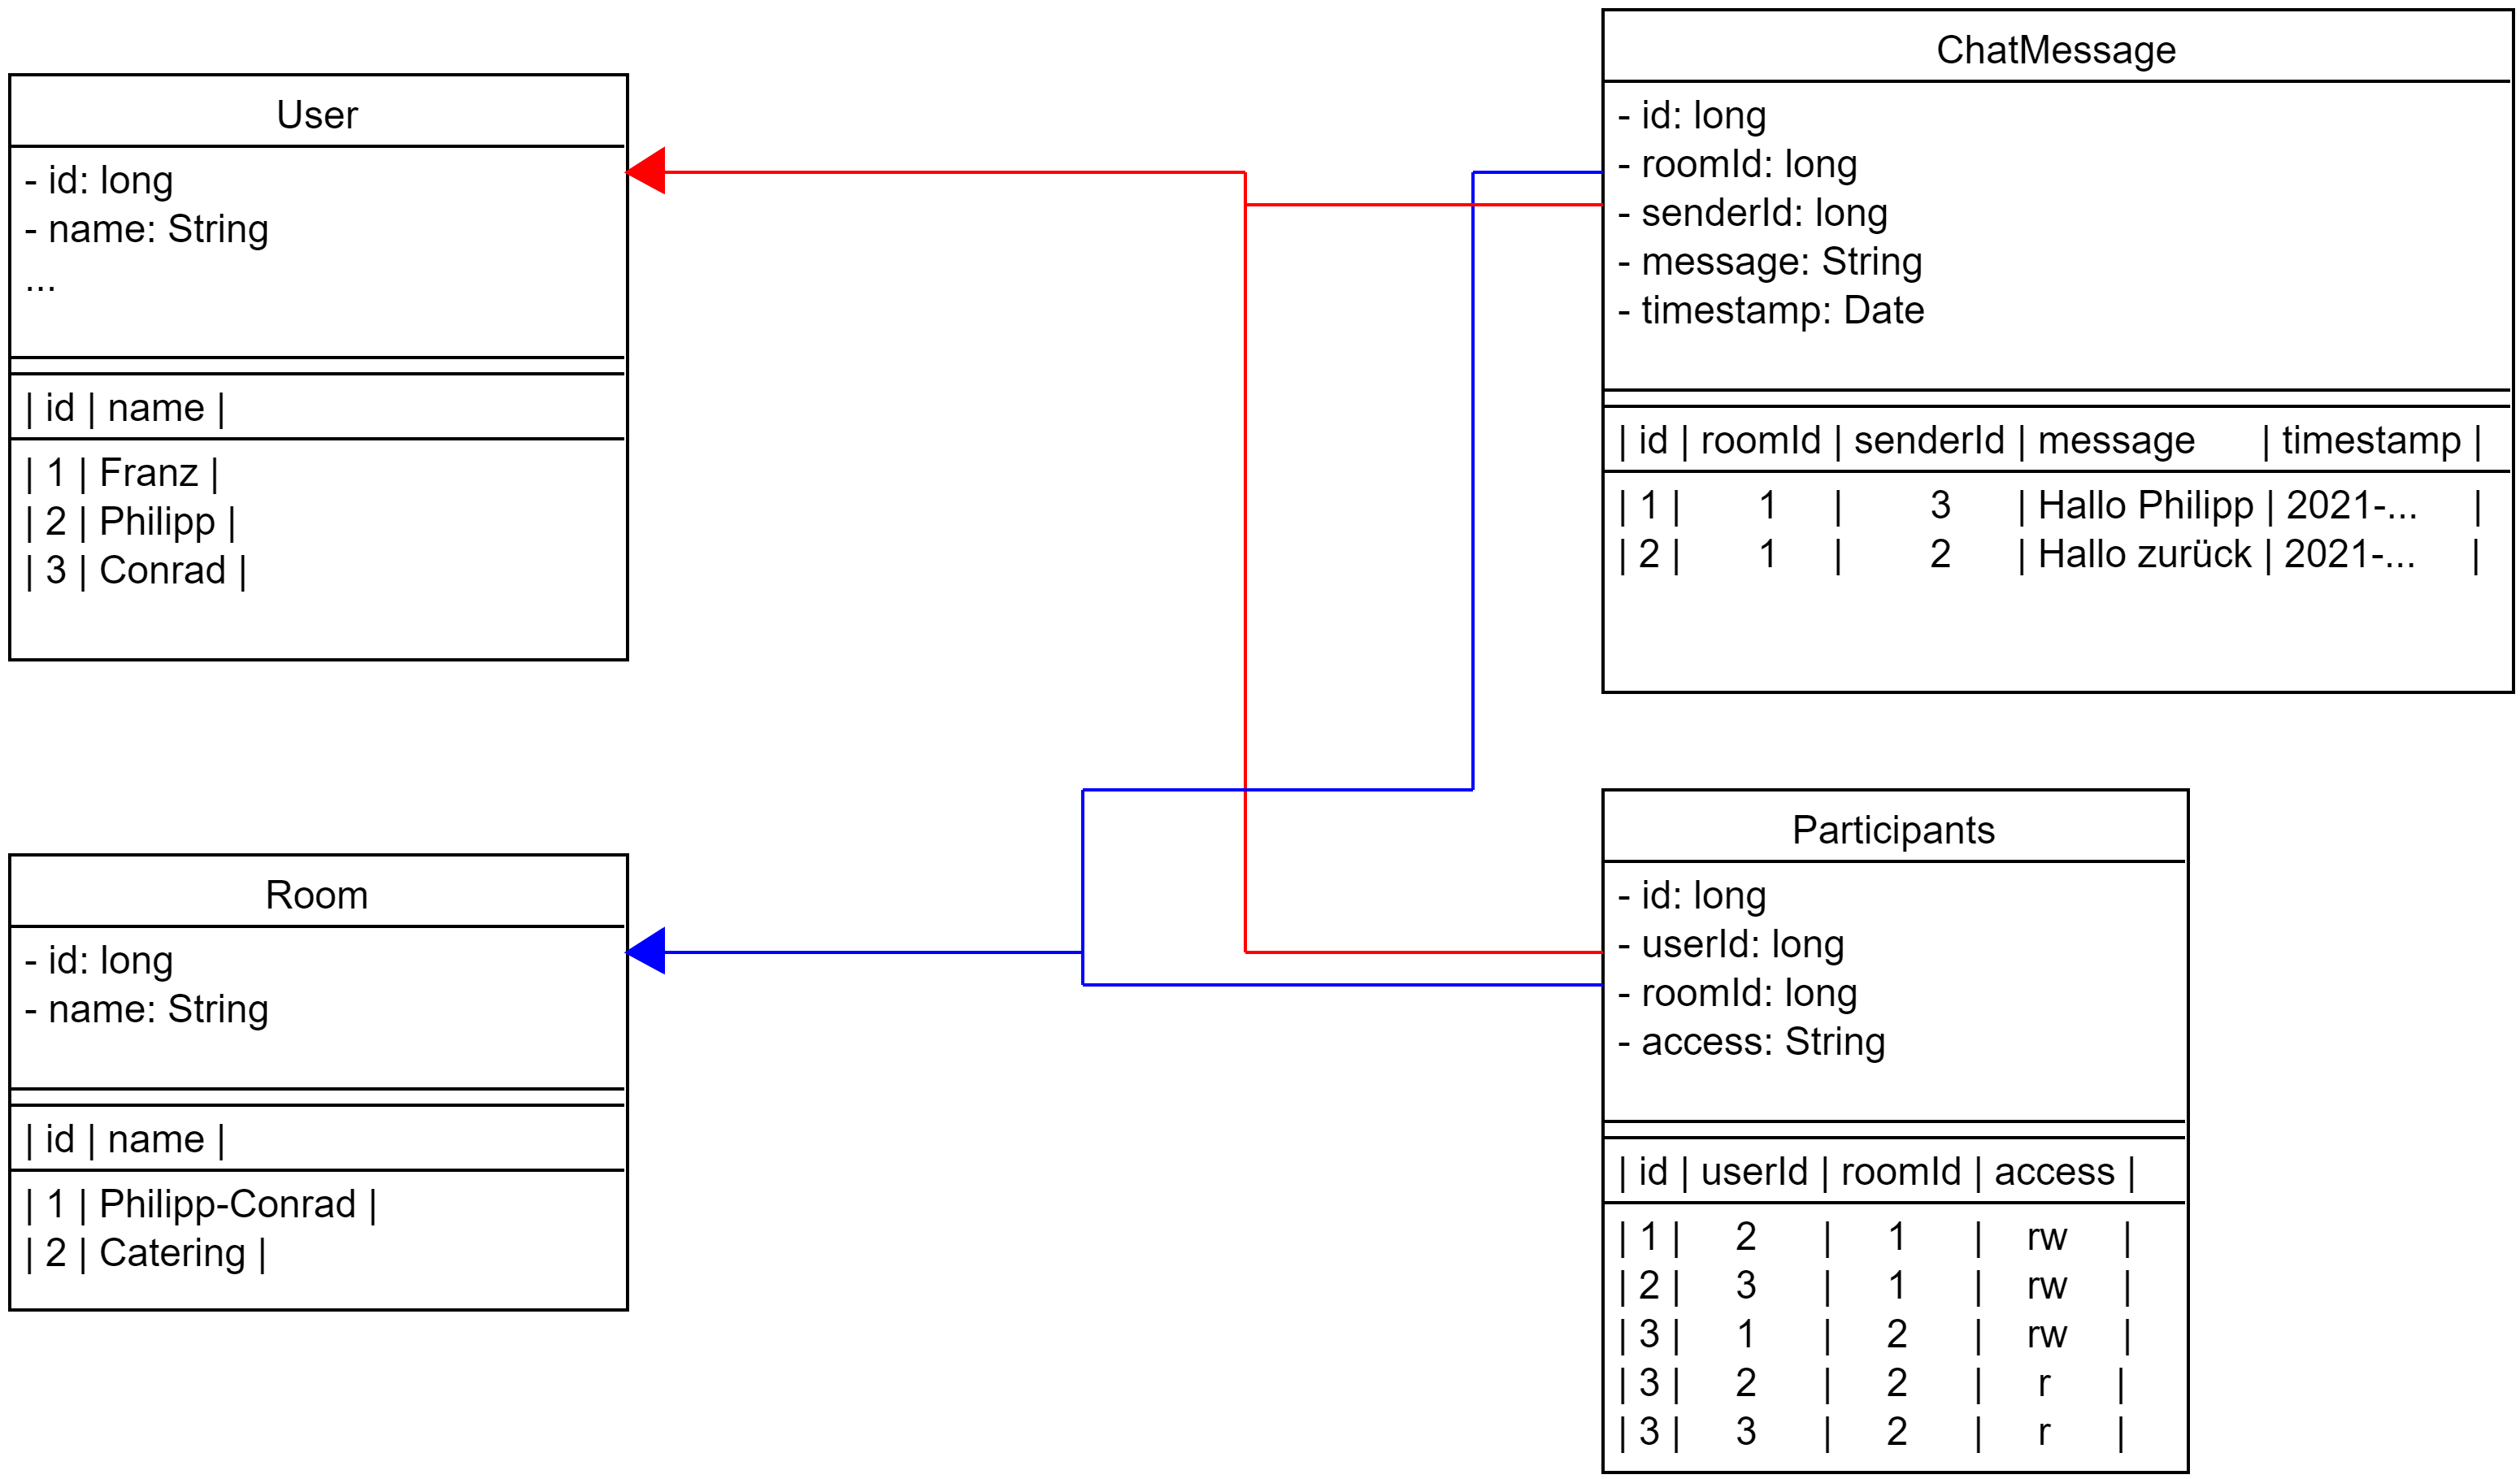 User
- id: long
- name: String
...
| id | name |
| 1 | Franz |
| 2 | Philipp |
| 3 | Conrad |
ChatMessage
- id: long
- roomId: long
- senderId: long
- message: String
- timestamp: Date
| id | roomId | senderId | message | timestamp |
| 1 | 1 | 3 | Hallo Philipp | 2021-... |
| 2 | 1 | 2 | Hallo zurück | 2021-... |
Room
- id: long
- name: String
| id | name |
| 1 | Philipp-Conrad |
| 2 | Catering |
Participants
- id: long
- userId: long
- roomId: long
- access: String
| id | userId | roomId | access |
| 1 | 2 | 1 | rw |
| 2 | 3 | 1 | rw |
| 3 | 1 | 2 | rw |
| 3 | 2 | 2 | r |
| 3 | 3 | 2 | r |